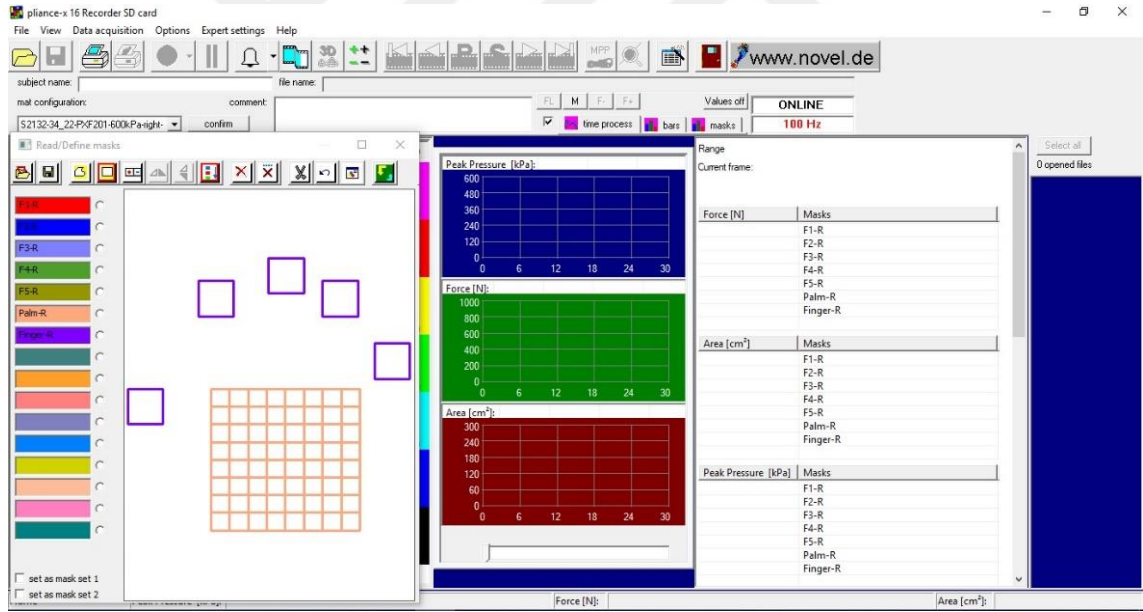 pliance-x 16 Recorder SD card
File View Data acquisition Options Expert settings Help
3D MPP www.novel.de
subject name: file name:
mat configuration: comment: FL M F- F+ Values off ONLINE
S2132-34_22-PXF201-600kPa-right- confirm time process bars masks 100 Hz
Read/Define masks
F1-R
F3-R
F4-R
F5-R
Palm-R
Finger-R
set as mask set 1
set as mask set 2
Peak Pressure [kPa]:
600
480
360
240
120
0
0 6 12 18 24 30
Force [N]:
1000
800
600
400
200
0
0 6 12 18 24 30
Area [cm²]:
300
240
180
120
60
0
0 6 12 18 24 30
Range
Current frame:
Force [N] Masks
F1-R
F2-R
F3-R
F4-R
F5-R
Palm-R
Finger-R
Area [cm²] Masks
F1-R
F2-R
F3-R
F4-R
F5-R
Palm-R
Finger-R
Peak Pressure [kPa] Masks
F1-R
F2-R
F3-R
F4-R
F5-R
Palm-R
Finger-R
Select all
0 opened files
Force [N]: Area [cm²]: